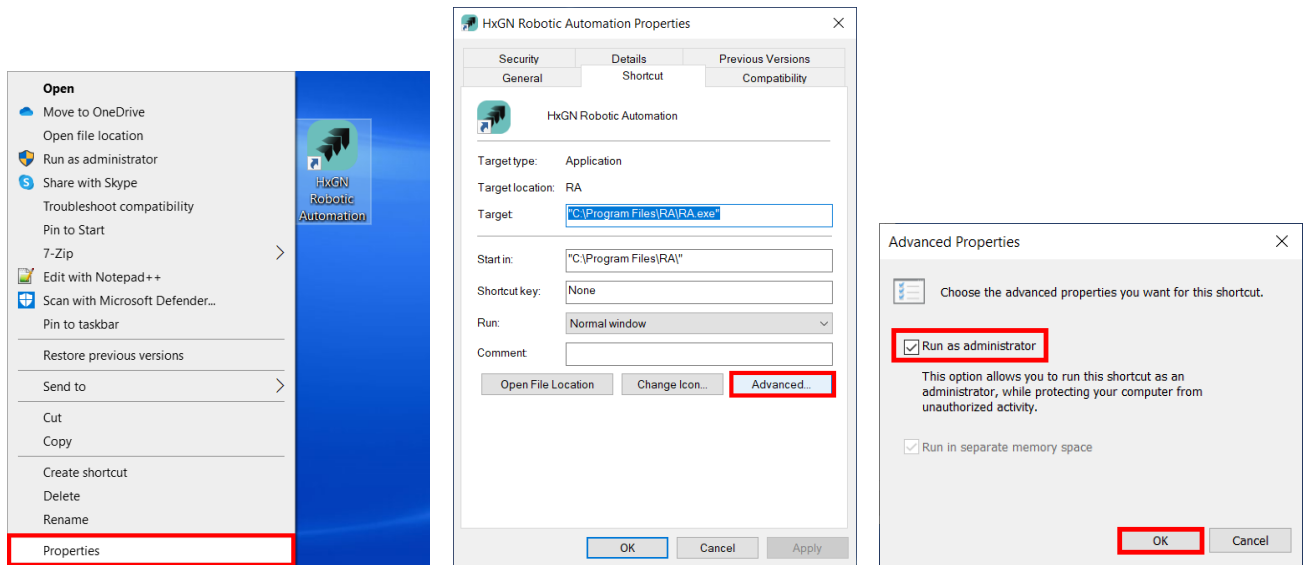 Open
Move to OneDrive
Open file location
Run as administrator
Share with Skype
Troubleshoot compatibility
Pin to Start
7-Zip
Edit with Notepad++
Scan with Microsoft Defender...
Pin to taskbar
Restore previous versions
Send to
Cut
Copy
Create shortcut
Delete
Rename
Properties
HxGN
Robotic
Automation
HxGN Robotic Automation Properties
Security Details Previous Versions
General Shortcut Compatibility
HxGN Robotic Automation
Target type: Application
Target location: RA
Target: "C:\Program Files\RA\RA.exe"
Start in: "C:\Program Files\RA\"
Shortcut key: None
Run: Normal window
Comment:
Open File Location Change Icon... Advanced...
OK Cancel Apply
Advanced Properties
Choose the advanced properties you want for this shortcut.
Run as administrator
This option allows you to run this shortcut as an
administrator, while protecting your computer from
unauthorized activity.
Run in separate memory space
OK Cancel